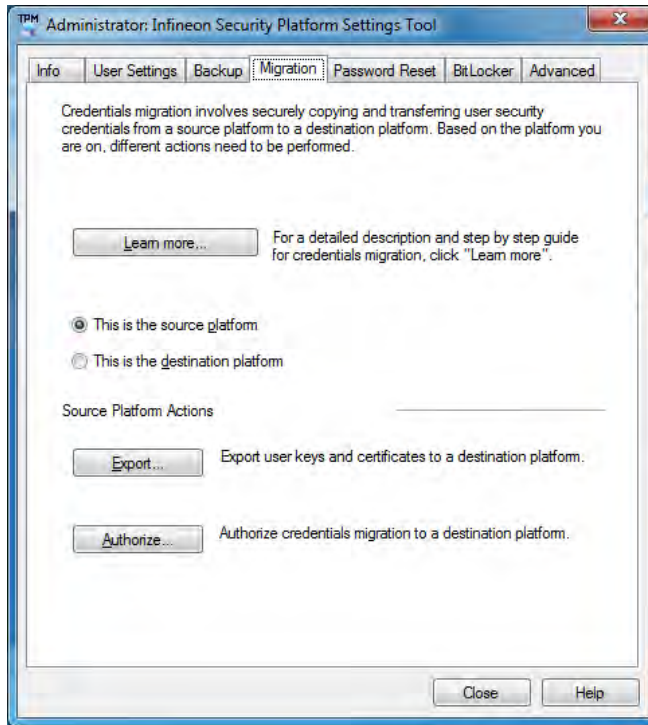 TPM Administrator: Infineon Security Platform Settings Tool
Info User Settings Backup Migration Password Reset BitLocker Advanced
Credentials migration involves securely copying and transferring user security
credentials from a source platform to a destination platform. Based on the platform you
are on, different actions need to be performed.
Learn more...
For a detailed description and step by step guide
for credentials migration, click "Learn more".
This is the source platform
This is the destination platform
Source Platform Actions
Export...
Export user keys and certificates to a destination platform.
Authorize...
Authorize credentials migration to a destination platform.
Close Help